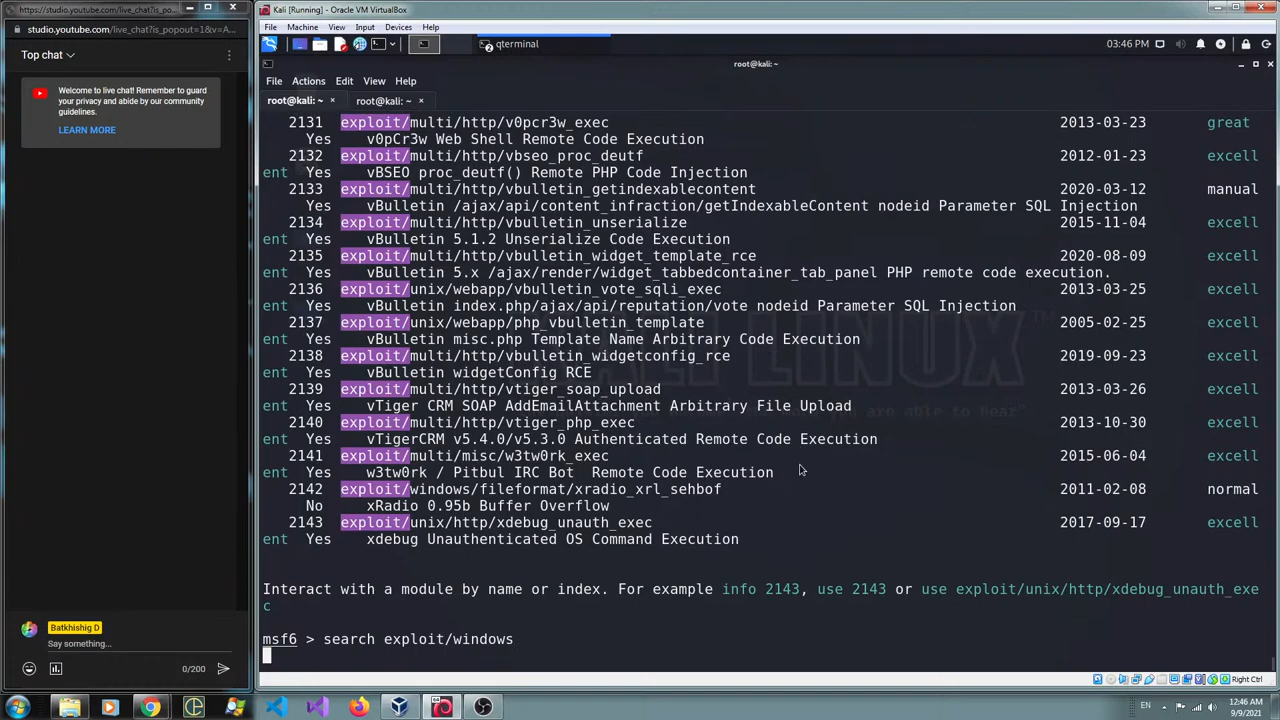 https://studio.youtube.com/live_chat?is_po...
studio.youtube.com/live_chat?is_popout=1&v=A...
Top chat
Welcome to live chat! Remember to guard
your privacy and abide by our community
guidelines.
LEARN MORE
Batkhishig D
Say something...
0/200
Kali [Running] - Oracle VM VirtualBox
File Machine View Input Devices Help
qterminal
03:46 PM
root@kali: ~
File Actions Edit View Help
root@kali: ~ × root@kali: ~ ×
2131 exploit/multi/http/v0pcr3w_exec 2013-03-23 great
Yes v0pCr3w Web Shell Remote Code Execution
2132 exploit/multi/http/vbseo_proc_deutf 2012-01-23 excell
ent Yes vBSEO proc_deutf() Remote PHP Code Injection
2133 exploit/multi/http/vbulletin_getindexablecontent 2020-03-12 manual
Yes vBulletin /ajax/api/content_infraction/getIndexableContent nodeid Parameter SQL Injection
2134 exploit/multi/http/vbulletin_unserialize 2015-11-04 excell
ent Yes vBulletin 5.1.2 Unserialize Code Execution
2135 exploit/multi/http/vbulletin_widget_template_rce 2020-08-09 excell
ent Yes vBulletin 5.x /ajax/render/widget_tabbedcontainer_tab_panel PHP remote code execution.
2136 exploit/unix/webapp/vbulletin_vote_sqli_exec 2013-03-25 excell
ent Yes vBulletin index.php/ajax/api/reputation/vote nodeid Parameter SQL Injection
2137 exploit/unix/webapp/php_vbulletin_template 2005-02-25 excell
ent Yes vBulletin misc.php Template Name Arbitrary Code Execution
2138 exploit/multi/http/vbulletin_widgetconfig_rce 2019-09-23 excell
ent Yes vBulletin widgetConfig RCE
2139 exploit/multi/http/vtiger_soap_upload 2013-03-26 excell
ent Yes vTiger CRM SOAP AddEmailAttachment Arbitrary File Upload
2140 exploit/multi/http/vtiger_php_exec 2013-10-30 excell
ent Yes vTigerCRM v5.4.0/v5.3.0 Authenticated Remote Code Execution
2141 exploit/multi/misc/w3tw0rk_exec 2015-06-04 excell
ent Yes w3tw0rk / Pitbul IRC Bot Remote Code Execution
2142 exploit/windows/fileformat/xradio_xrl_sehbof 2011-02-08 normal
No xRadio 0.95b Buffer Overflow
2143 exploit/unix/http/xdebug_unauth_exec 2017-09-17 excell
ent Yes xdebug Unauthenticated OS Command Execution
KALI LINUX
you are able to hear"
Interact with a module by name or index. For example info 2143, use 2143 or use exploit/unix/http/xdebug_unauth_exe
c
msf6 > search exploit/windows
Right Ctrl
EN
12:46 AM
9/9/2021